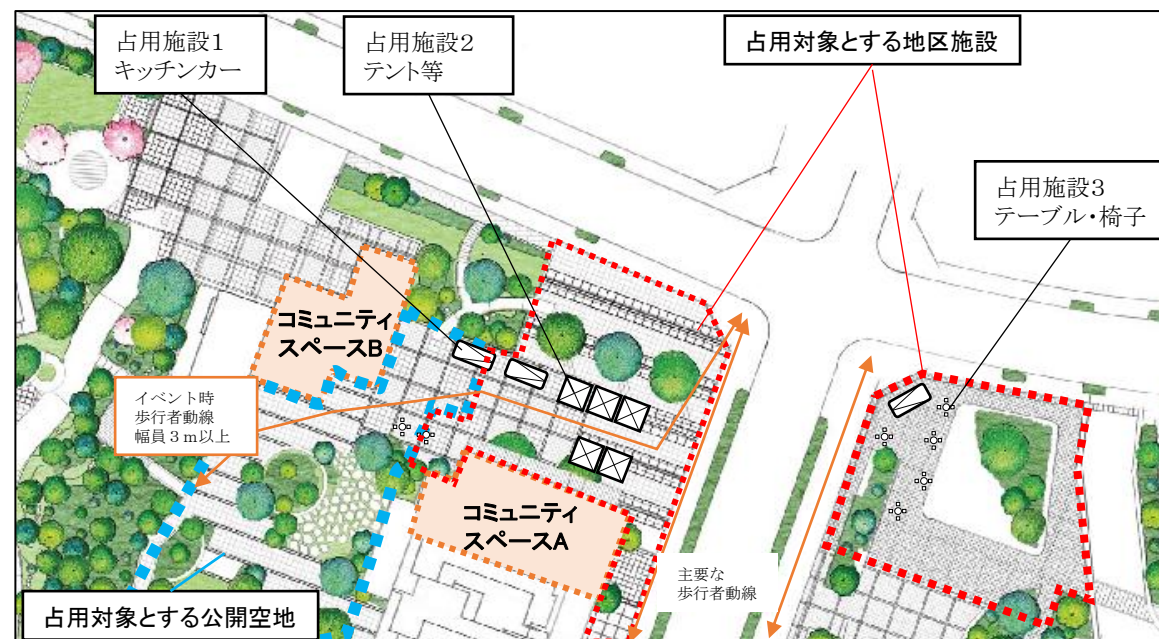 占用施設1
キッチンカー
占用施設2
テント等
占用対象とする地区施設
占用施設3
テーブル・椅子
コミュニティ
スペースB
イベント時
歩行者動線
幅員３ｍ以上
コミュニティ
スペースA
主要な
歩行者動線
占用対象とする公開空地